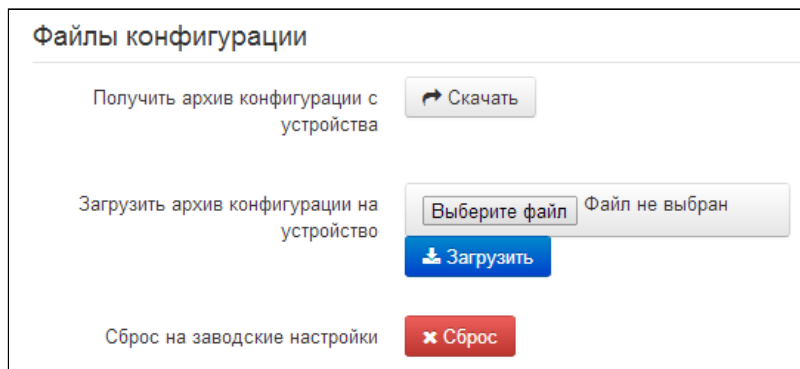 Файлы конфигурации
Получить архив конфигурации с
устройства
Скачать
Загрузить архив конфигурации на
устройство
Выберите файл Файл не выбран
Загрузить
Сброс на заводские настройки
Сброс